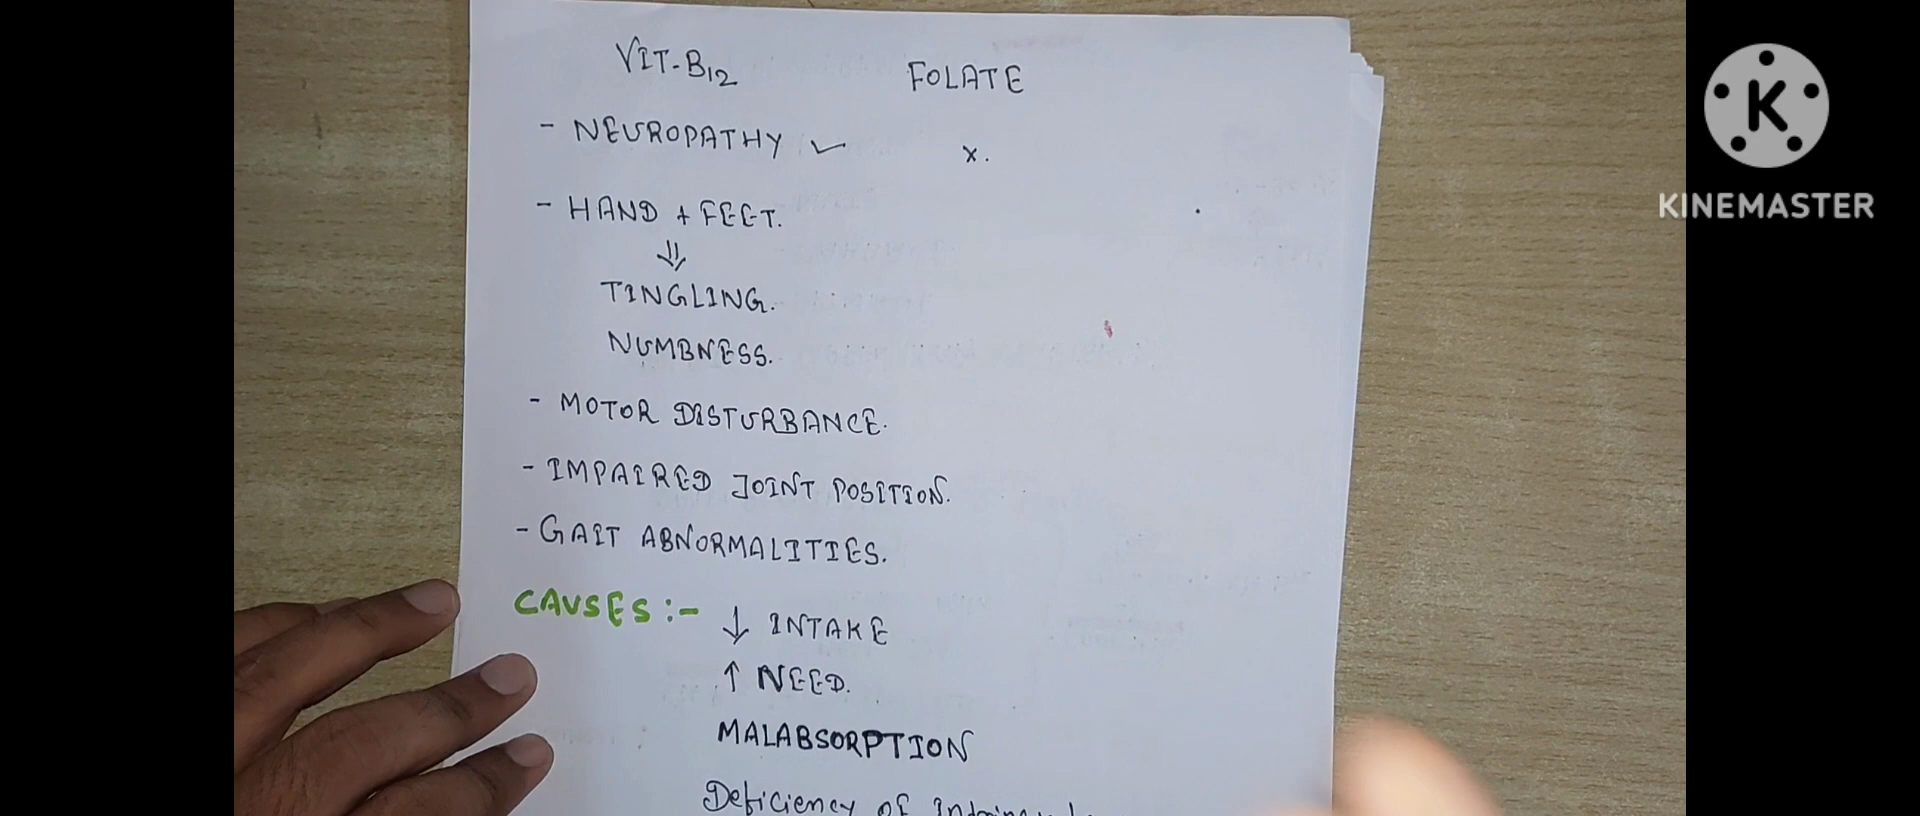 VIT-B12 FOLATE
- NEUROPATHY ✓ x.
- HAND + FEET.
⇓
TINGLING.
NUMBNESS.
- MOTOR DISTURBANCE.
- IMPAIRED JOINT POSITION.
- GAIT ABNORMALITIES.
CAUSES :- ↓ INTAKE
↑ NEED.
MALABSORPTION
Deficiency of
K
KINEMASTER